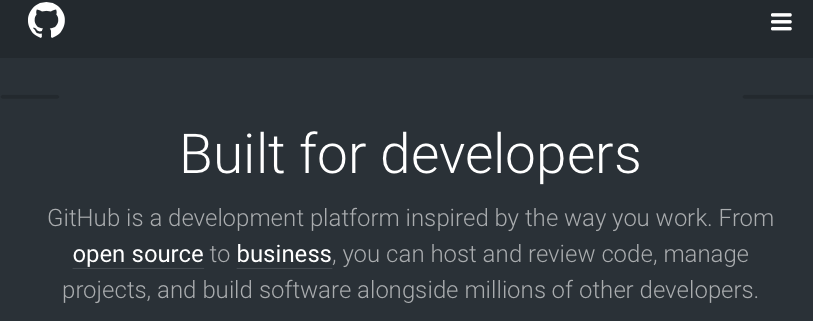 Built for developers
GitHub is a development platform inspired by the way you work. From
open source to business, you can host and review code, manage
projects, and build software alongside millions of other developers.